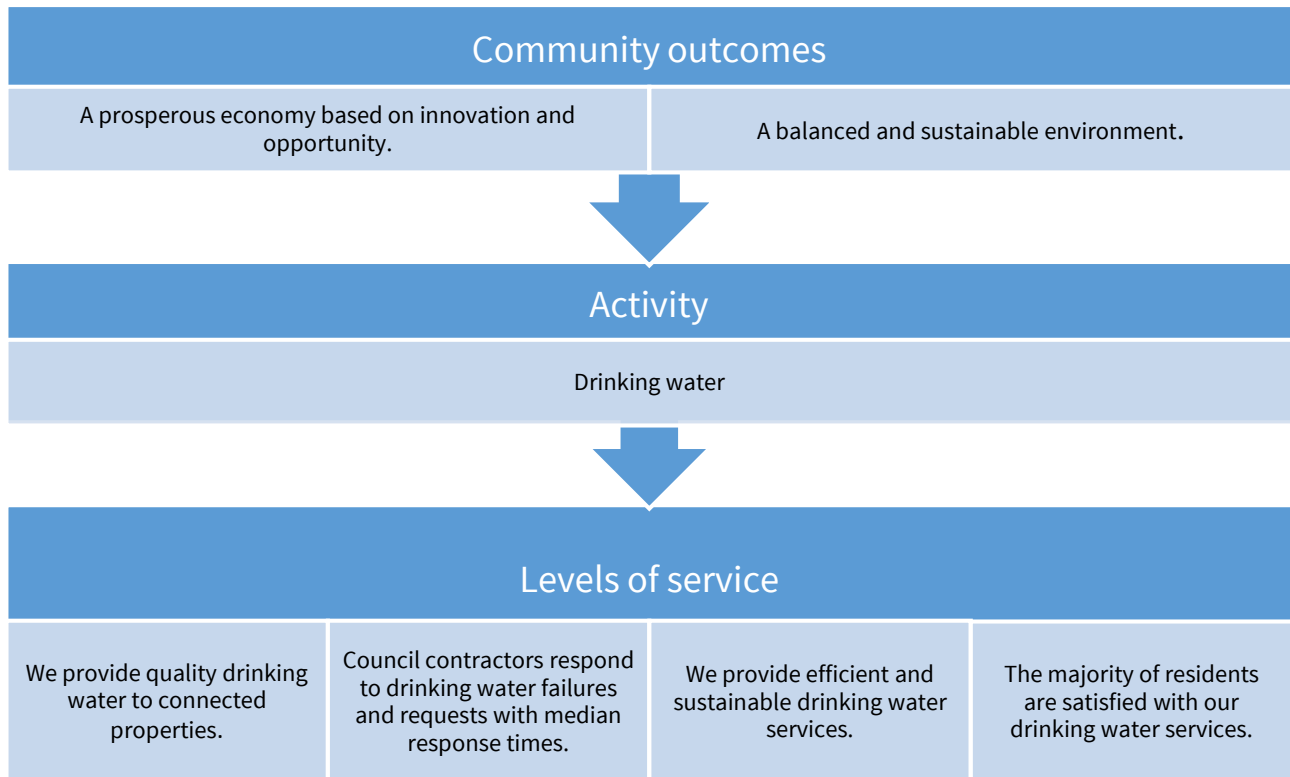 Community outcomes
A prosperous economy based on innovation and
opportunity.
A balanced and sustainable environment.
Activity
Drinking water
Levels of service
We provide quality drinking
water to connected
properties.
Council contractors respond
to drinking water failures
and requests with median
response times.
We provide efficient and
sustainable drinking water
services.
The majority of residents
are satisfied with our
drinking water services.